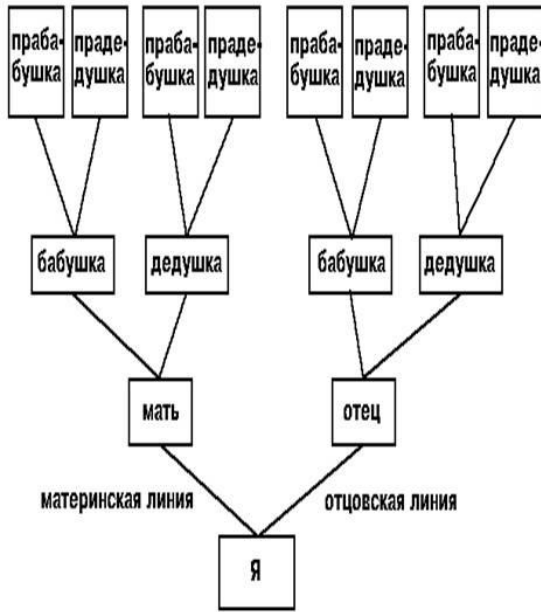 праба-
бушка
праде-
душка
праба-
бушка
праде-
душка
праба-
бушка
праде-
душка
праба-
бушка
праде-
душка
бабушка
дедушка
бабушка
дедушка
мать
отец
материнская линия
отцовская линия
Я